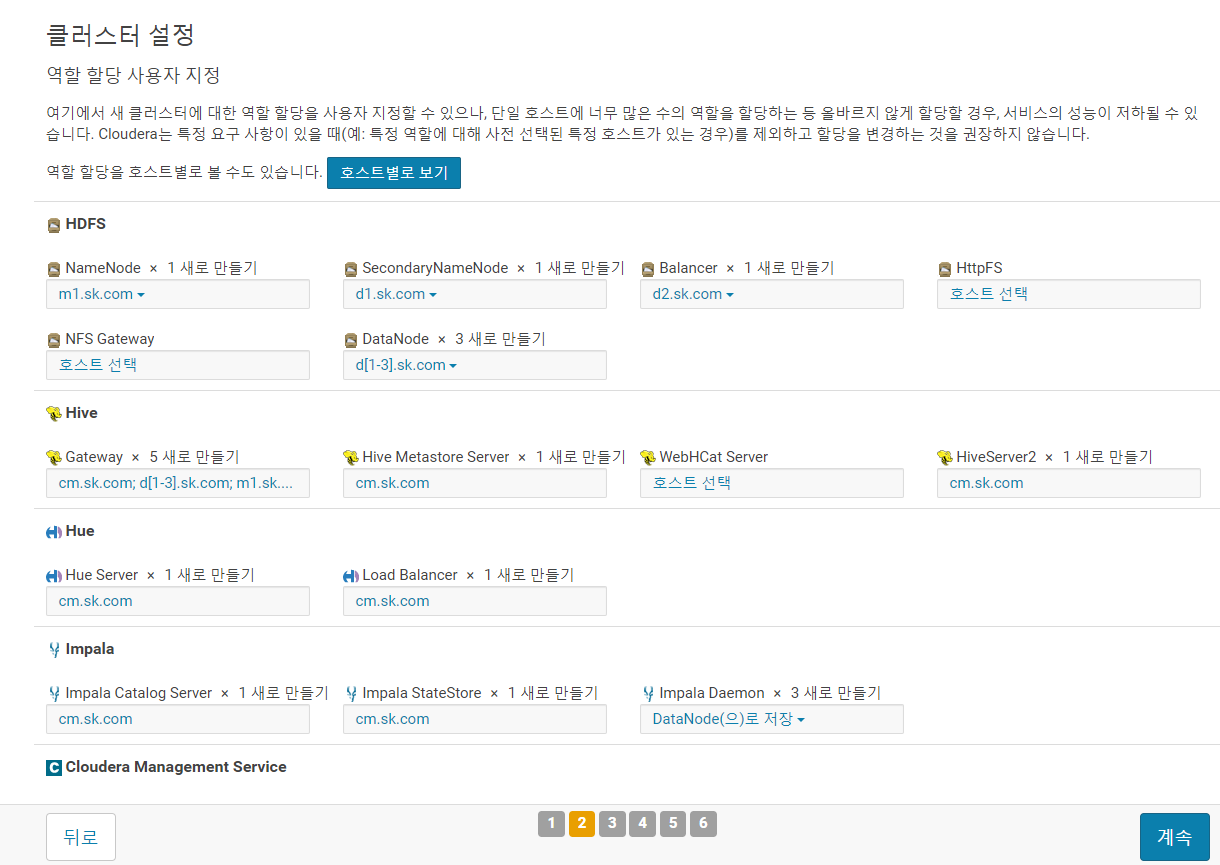 클러스터 설정
역할 할당 사용자 지정
여기에서 새 클러스터에 대한 역할 할당을 사용자 지정할 수 있으나, 단일 호스트에 너무 많은 수의 역할을 할당하는 등 올바르지 않게 할당할 경우, 서비스의 성능이 저하될 수 있
습니다. Cloudera는 특정 요구 사항이 있을 때(예: 특정 역할에 대해 사전 선택된 특정 호스트가 있는 경우)를 제외하고 할당을 변경하는 것을 권장하지 않습니다.
역할 할당을 호스트별로 볼 수도 있습니다. 호스트별로 보기
HDFS
NameNode × 1 새로 만들기 SecondaryNameNode × 1 새로 만들기 Balancer × 1 새로 만들기 HttpFS
m1.sk.com d1.sk.com d2.sk.com 호스트 선택
NFS Gateway DataNode × 3 새로 만들기
호스트 선택 d[1-3].sk.com
Hive
Gateway × 5 새로 만들기 Hive Metastore Server × 1 새로 만들기 WebHCat Server HiveServer2 × 1 새로 만들기
cm.sk.com; d[1-3].sk.com; m1.sk.... cm.sk.com 호스트 선택 cm.sk.com
Hue
Hue Server × 1 새로 만들기 Load Balancer × 1 새로 만들기
cm.sk.com cm.sk.com
Impala
Impala Catalog Server × 1 새로 만들기 Impala StateStore × 1 새로 만들기 Impala Daemon × 3 새로 만들기
cm.sk.com cm.sk.com DataNode(으)로 저장
C Cloudera Management Service
뒤로 1 2 3 4 5 6 계속